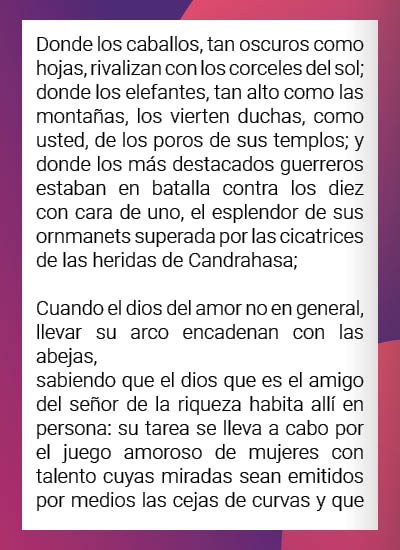 Donde los caballos, tan oscuros como
hojas, rivalizan con los corceles del sol;
donde los elefantes, tan alto como las
montañas, los vierten duchas, como
usted, de los poros de sus templos; y
donde los más destacados guerreros
estaban en batalla contra los diez
con cara de uno, el esplendor de sus
ornmanets superada por las cicatrices
de las heridas de Candrahasa;

Cuando el dios del amor no en general,
llevar su arco encadenan con las
abejas,
sabiendo que el dios que es el amigo
del señor de la riqueza habita allí en
persona: su tarea se lleva a cabo por
el juego amoroso de mujeres con
talento cuyas miradas sean emitidos
por medios las cejas de curvas y que